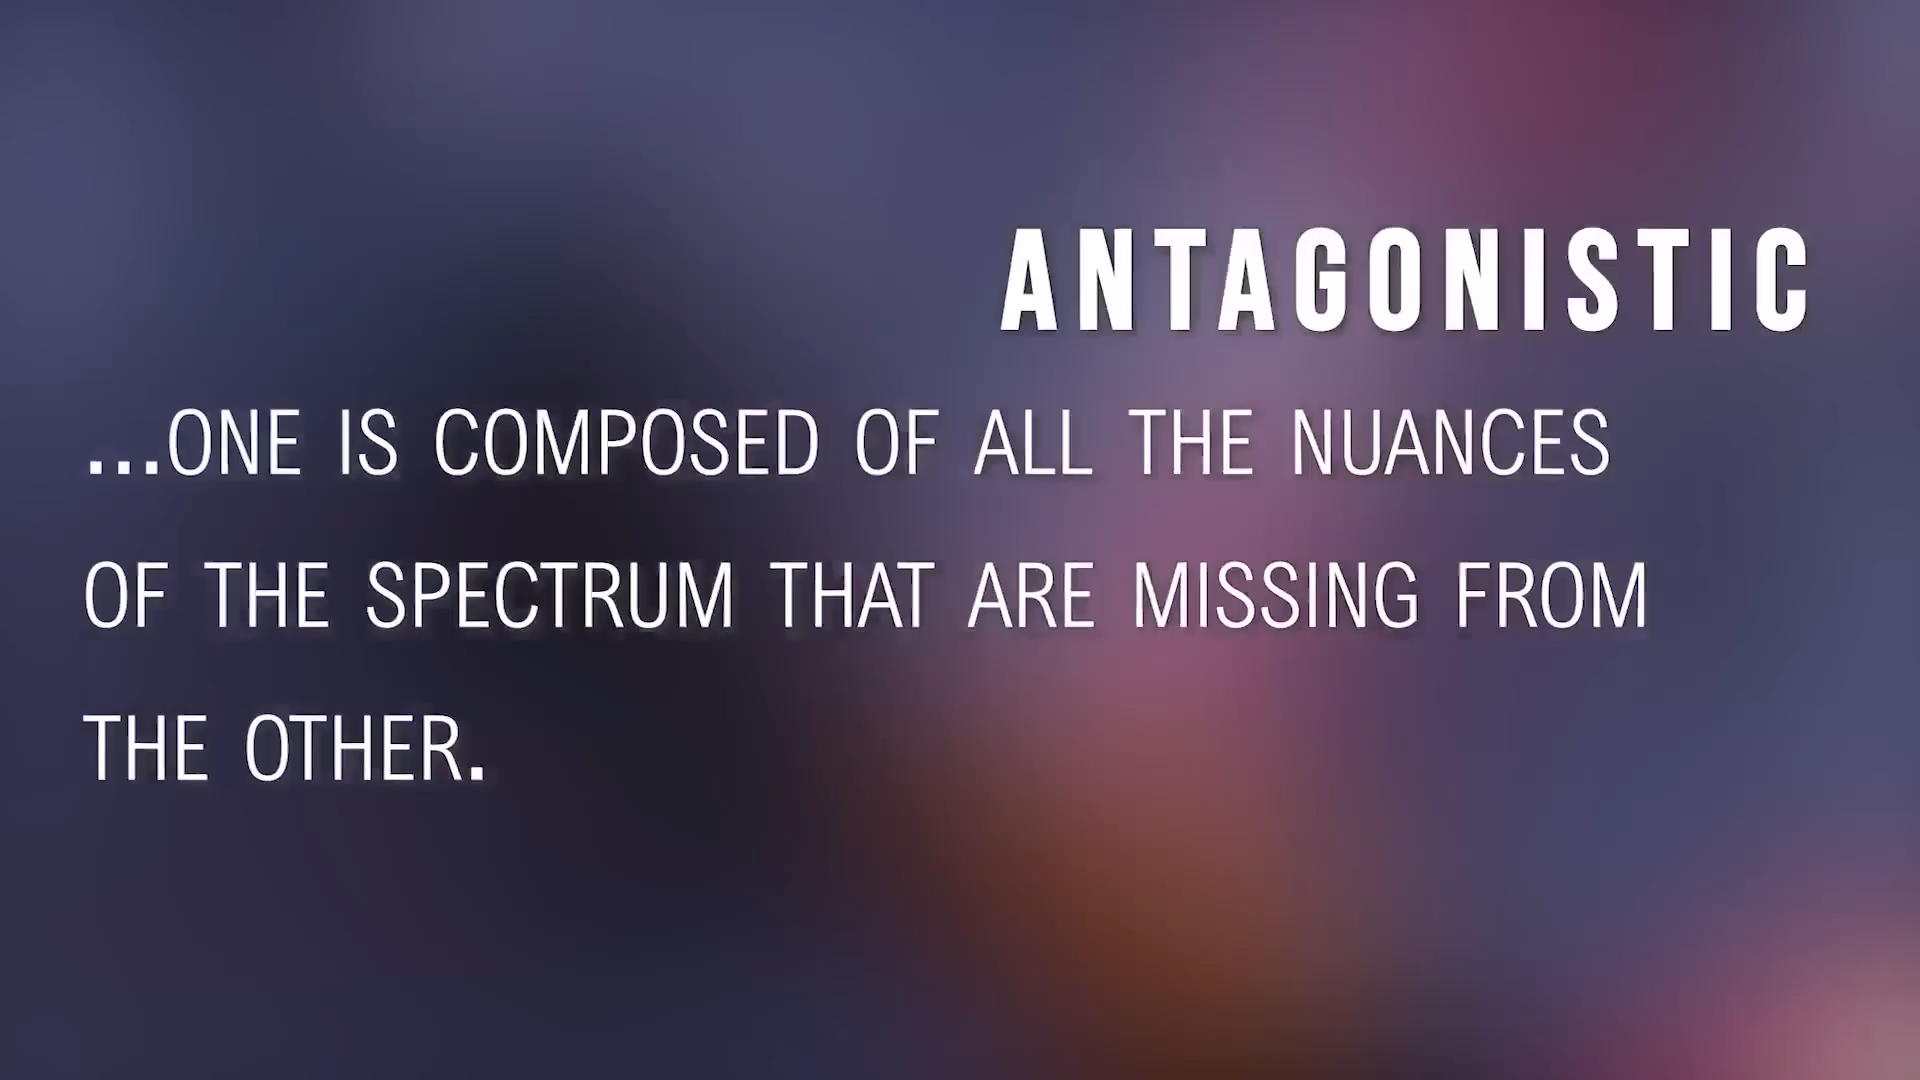 ANTAGONISTIC
...ONE IS COMPOSED OF ALL THE NUANCES
OF THE SPECTRUM THAT ARE MISSING FROM
THE OTHER.